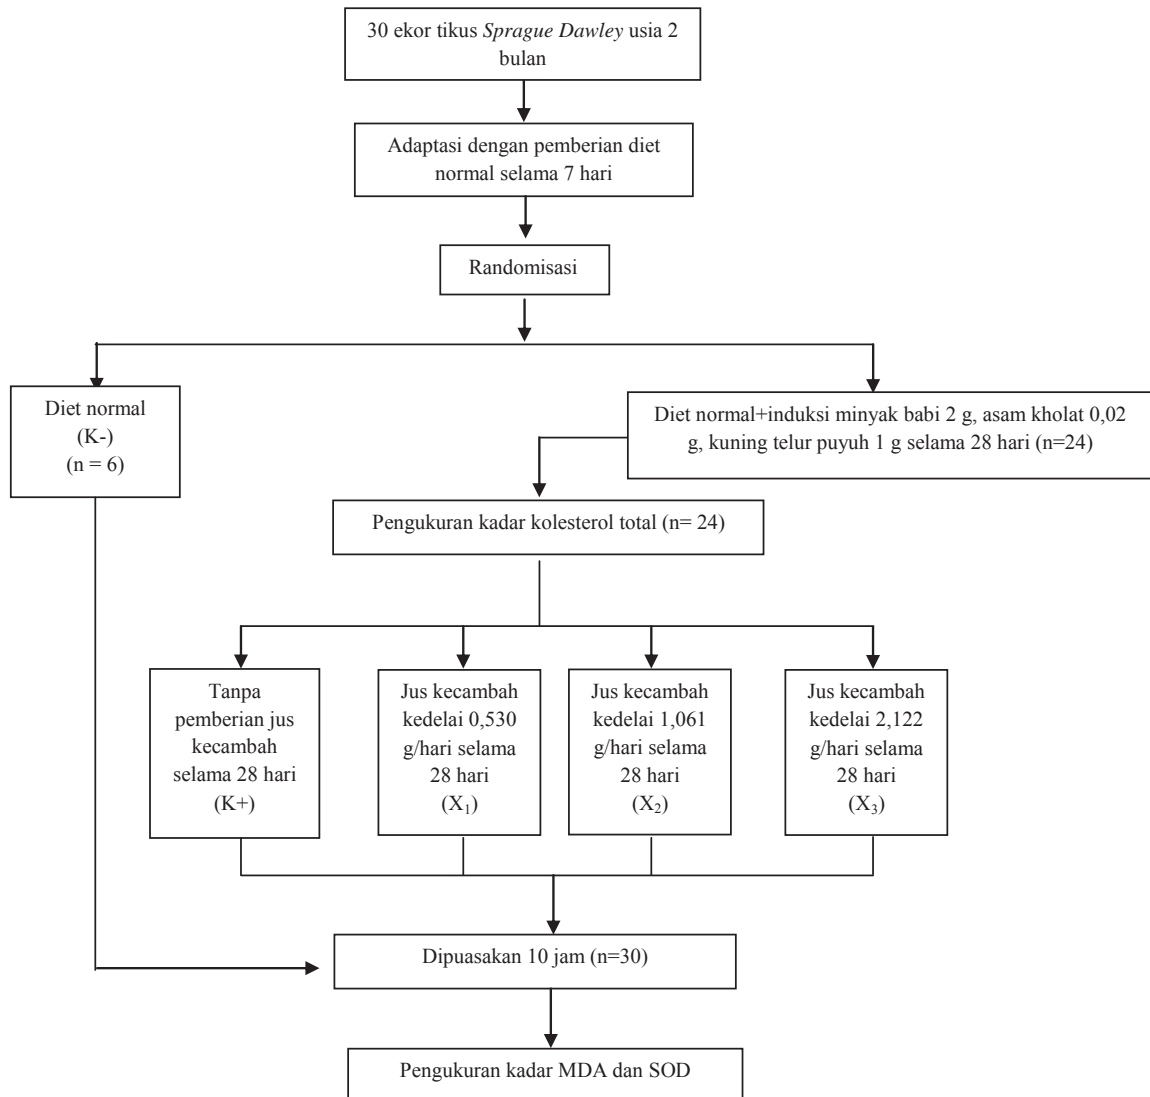 30 ekor tikus Sprague Dawley usia 2
bulan
Adaptasi dengan pemberian diet
normal selama 7 hari
Randomisasi
Diet normal
(K-)
(n = 6)
Diet normal+induksi minyak babi 2 g, asam kholat 0,02
g, kuning telur puyuh 1 g selama 28 hari (n=24)
Pengukuran kadar kolesterol total (n= 24)
Tanpa
pemberian jus
kecambah
selama 28 hari
(K+)
Jus kecambah
kedelai 0,530
g/hari selama
28 hari
(X₁)
Jus kecambah
kedelai 1,061
g/hari selama
28 hari
(X₂)
Jus kecambah
kedelai 2,122
g/hari selama
28 hari
(X₃)
Dipuasakan 10 jam (n=30)
Pengukuran kadar MDA dan SOD